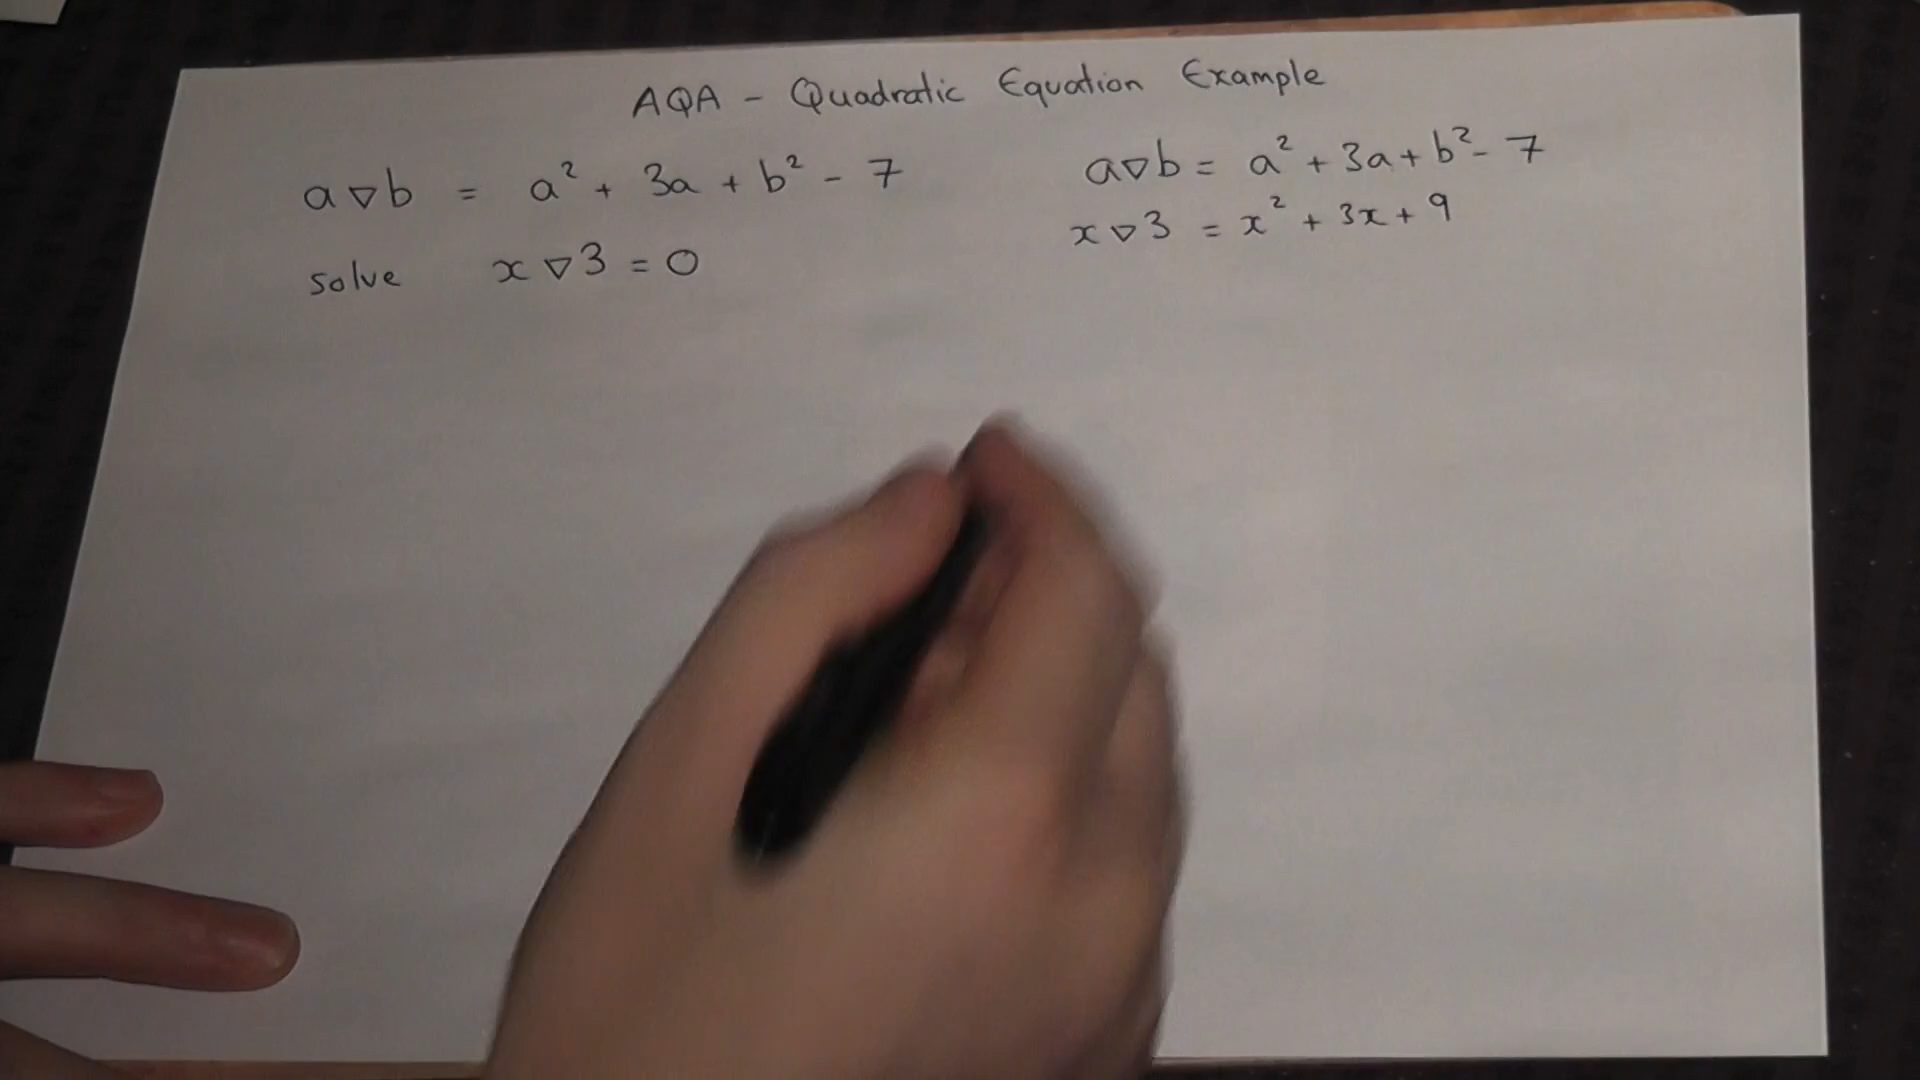 AQA - Quadratic Equation Example
a▽b = a² + 3a + b² - 7
solve x▽3 = 0
a▽b = a² + 3a + b² - 7
x▽3 = x² + 3x + 9